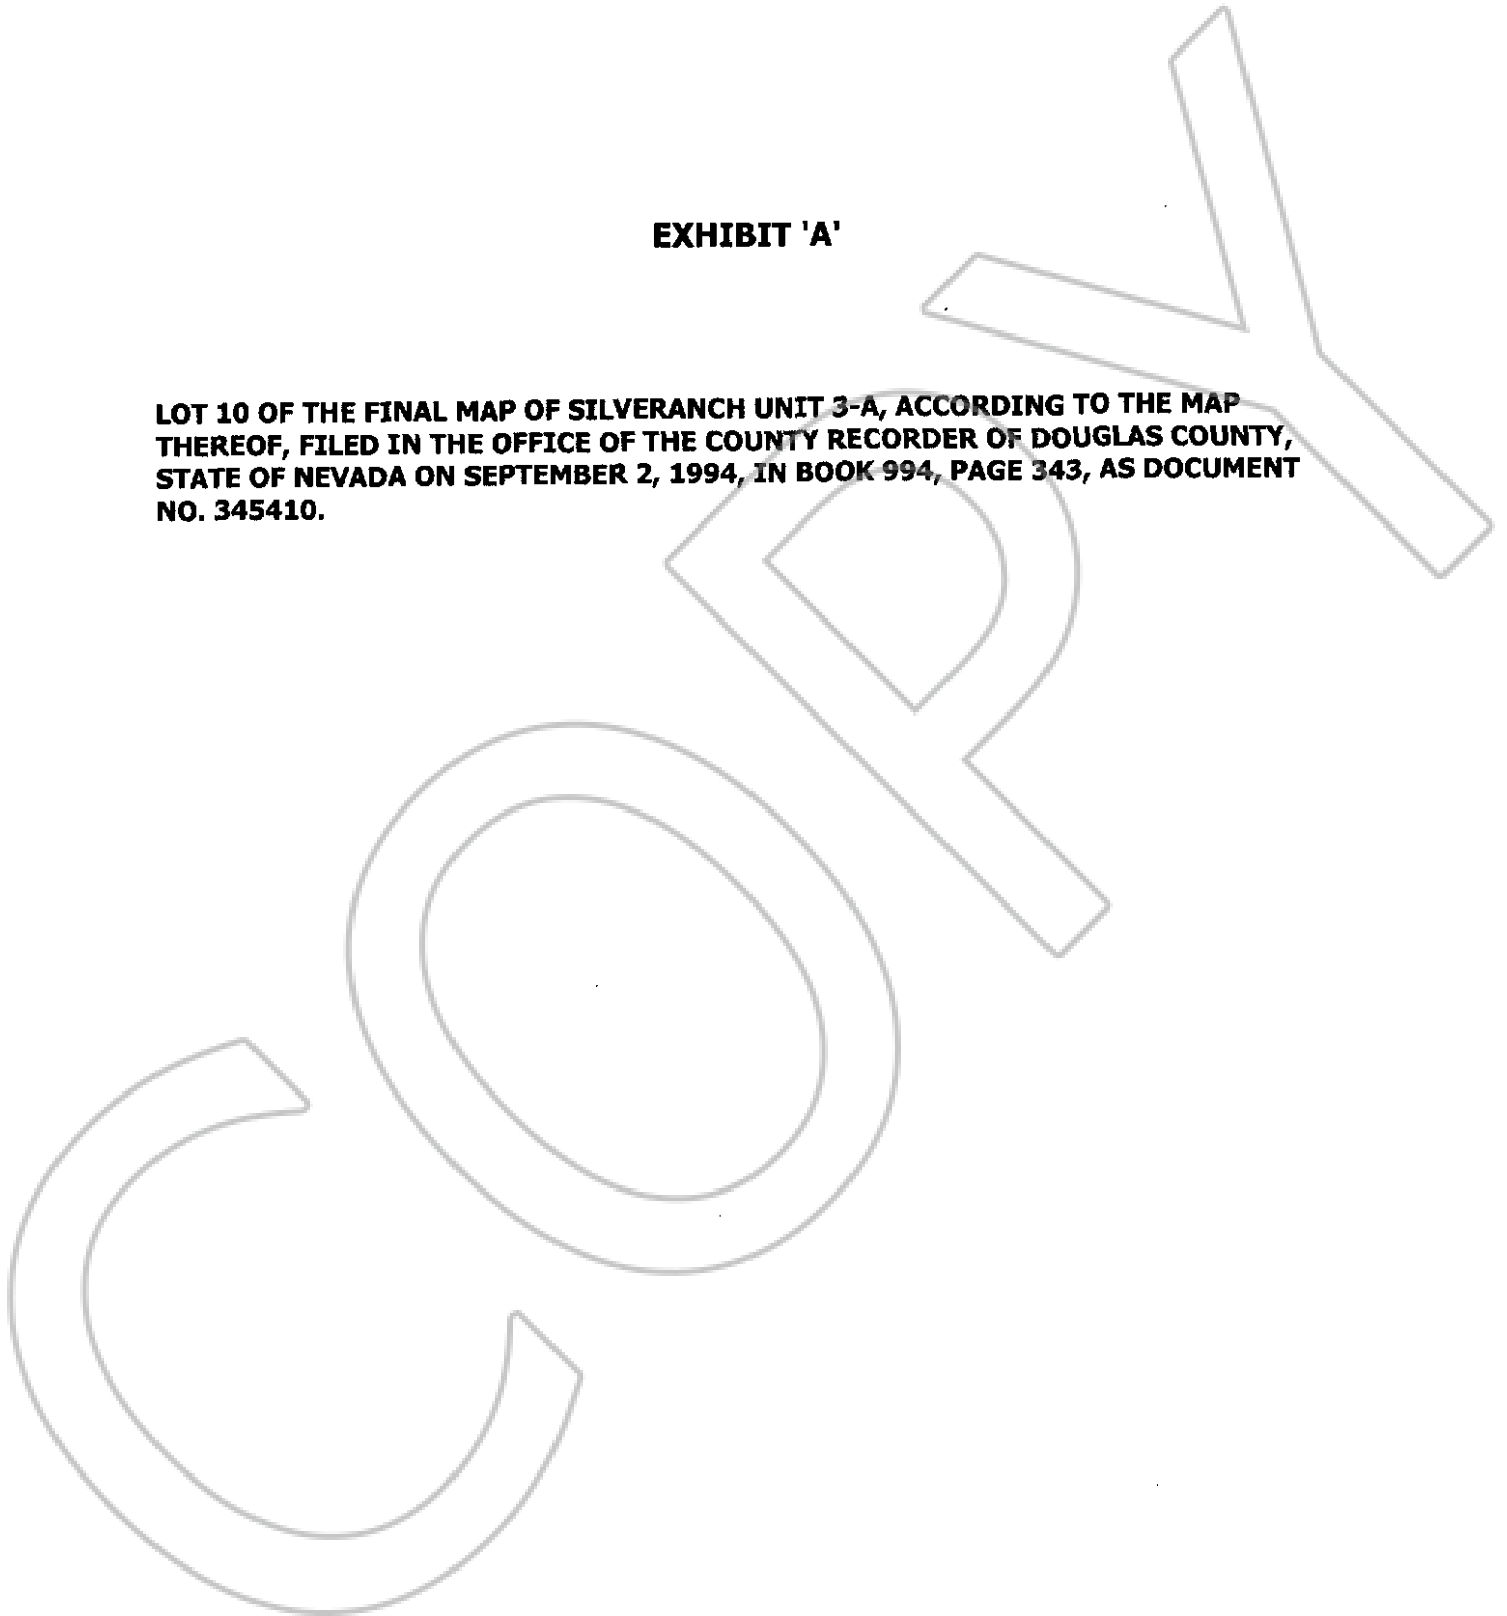 EXHIBIT 'A'
LOT 10 OF THE FINAL MAP OF SILVERANCH UNIT 3-A, ACCORDING TO THE MAP
THEREOF, FILED IN THE OFFICE OF THE COUNTY RECORDER OF DOUGLAS COUNTY,
STATE OF NEVADA ON SEPTEMBER 2, 1994, IN BOOK 994, PAGE 343, AS DOCUMENT
NO. 345410.
COPY